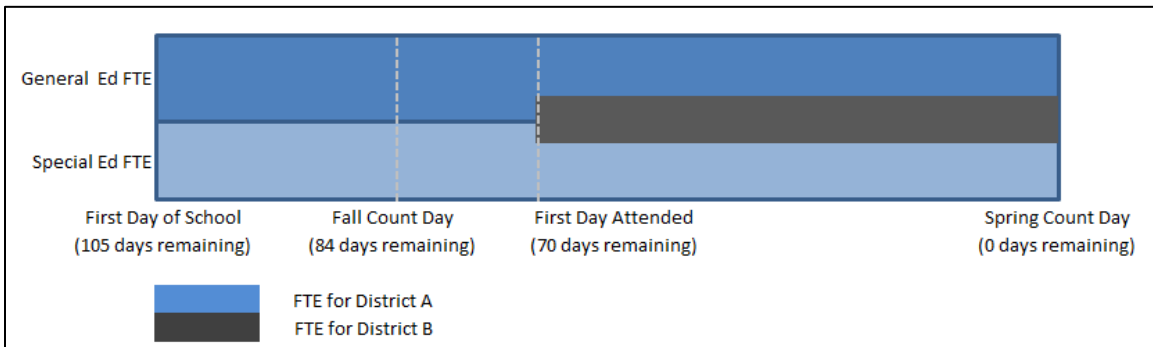 General Ed FTE
Special Ed FTE
First Day of School
(105 days remaining)
Fall Count Day
(84 days remaining)
First Day Attended
(70 days remaining)
Spring Count Day
(0 days remaining)
FTE for District A
FTE for District B